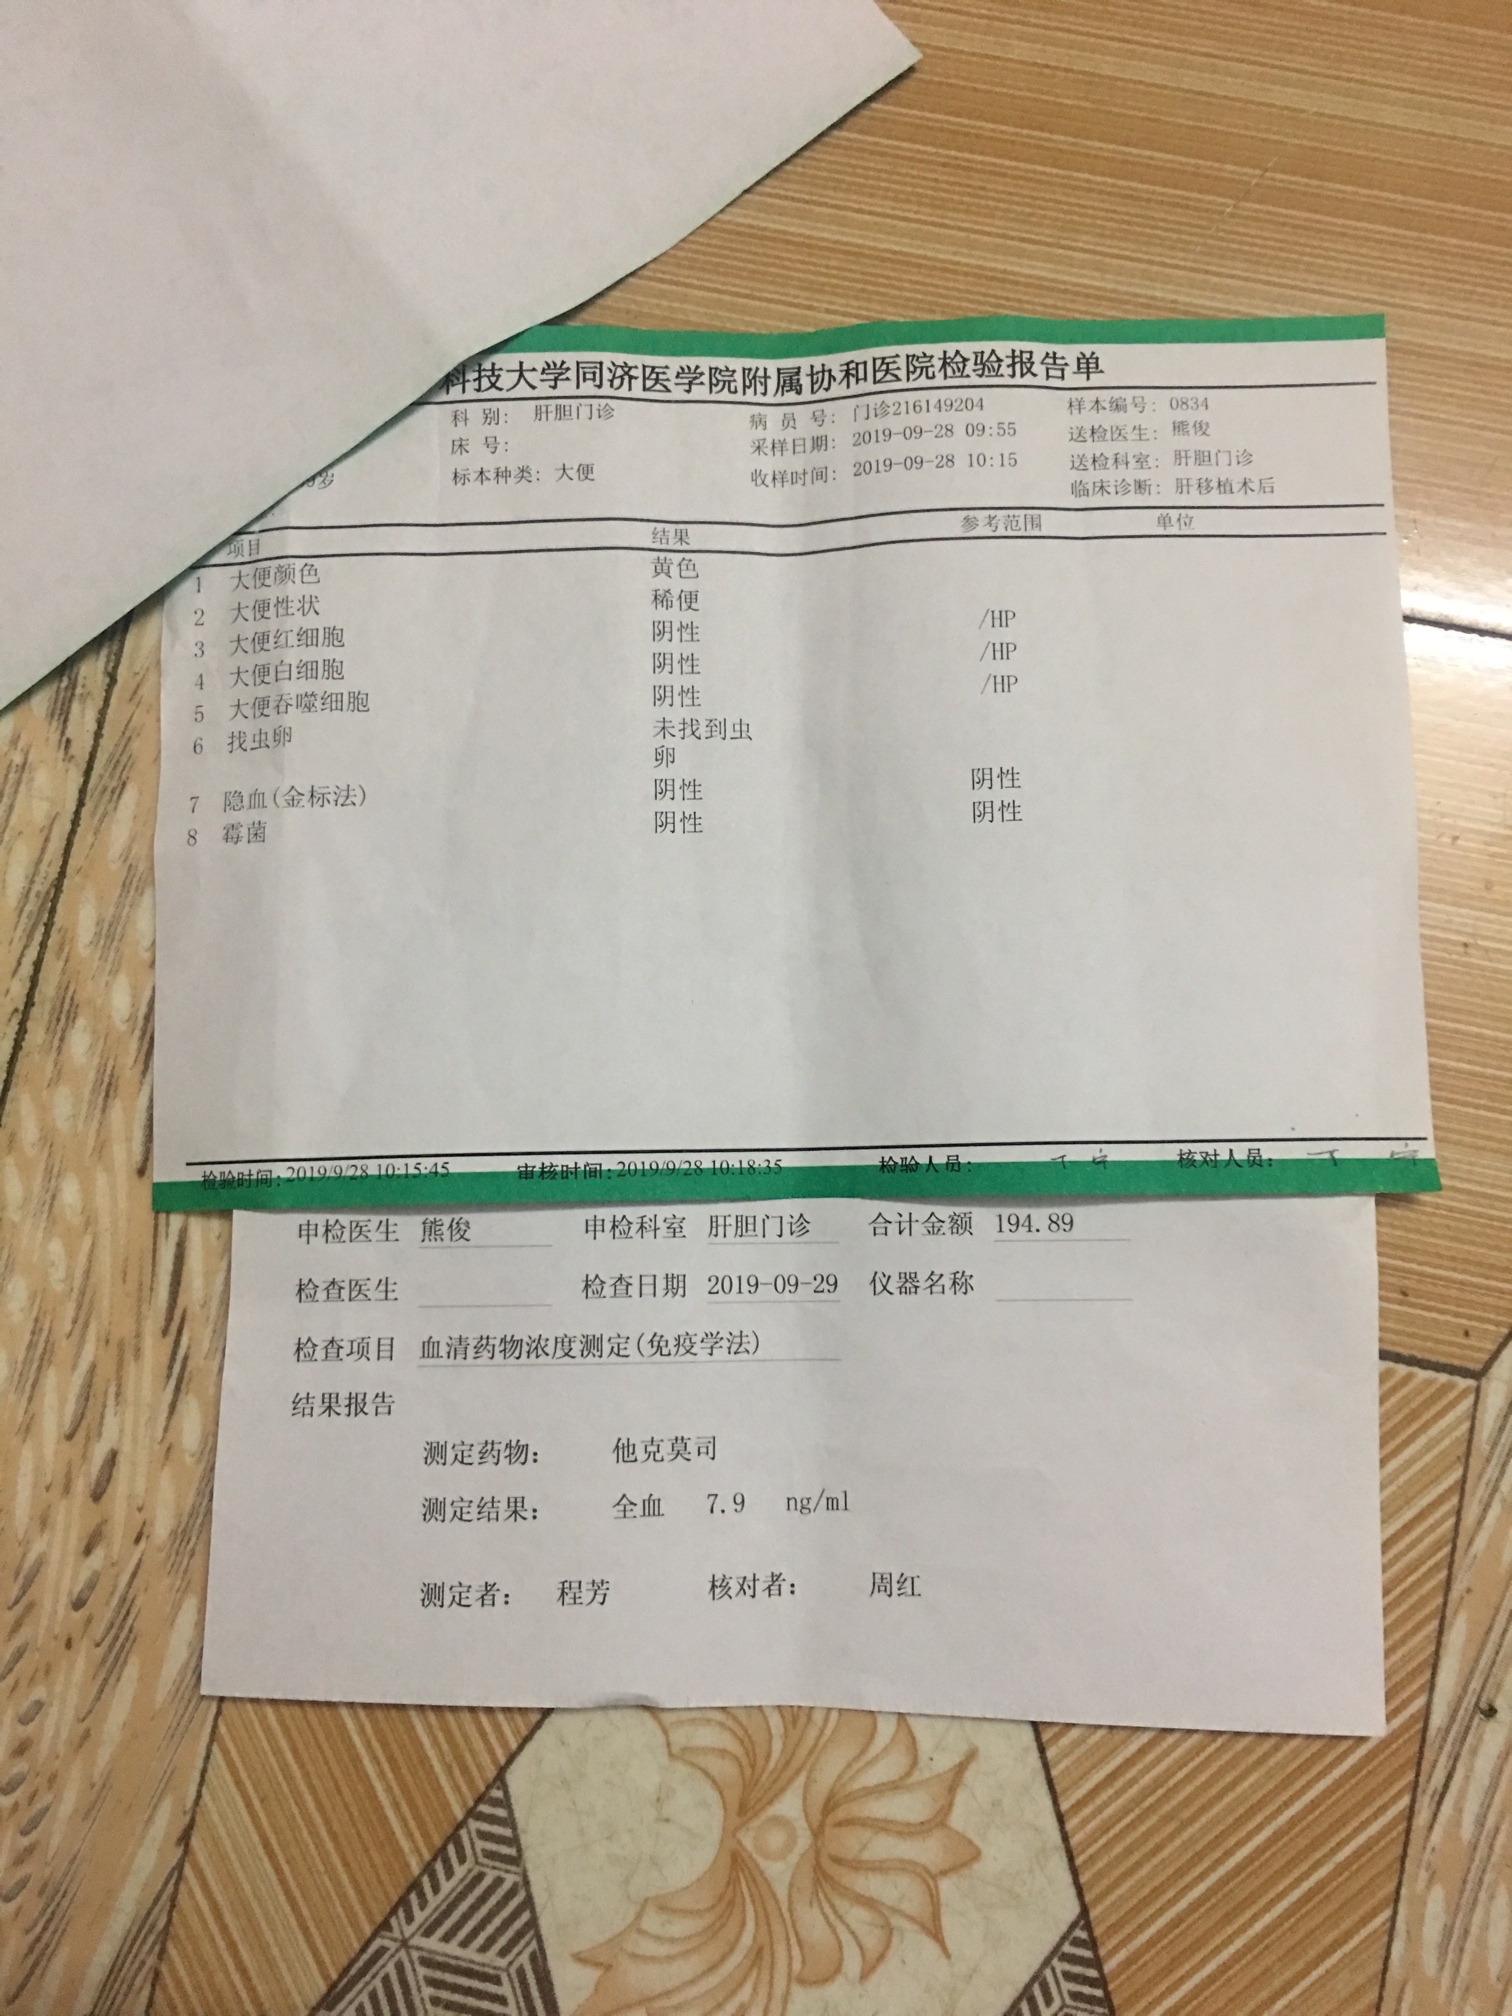 科技大学同济医学院附属协和医院检验报告单
科 别: 肝胆门诊 病 员 号: 门诊216149204 样本编号: 0834
床 号: 采样日期: 2019-09-28 09:55 送检医生: 熊俊
岁 标本种类: 大便 收样时间: 2019-09-28 10:15 送检科室: 肝胆门诊
临床诊断: 肝移植术后
项目 结果 参考范围 单位
1 大便颜色 黄色
2 大便性状 稀便
3 大便红细胞 阴性 /HP
4 大便白细胞 阴性 /HP
5 大便吞噬细胞 阴性 /HP
6 找虫卵 未找到虫
卵
7 隐血(金标法) 阴性 阴性
8 霉菌 阴性 阴性
检验时间:2019/9/28 10:15:45 审核时间:2019/9/28 10:18:35 检验人员: 核对人员:
申检医生 熊俊 申检科室 肝胆门诊 合计金额 194.89
检查医生 检查日期 2019-09-29 仪器名称
检查项目 血清药物浓度测定(免疫学法)
结果报告
测定药物: 他克莫司
测定结果: 全血 7.9 ng/ml
测定者: 程芳 核对者: 周红